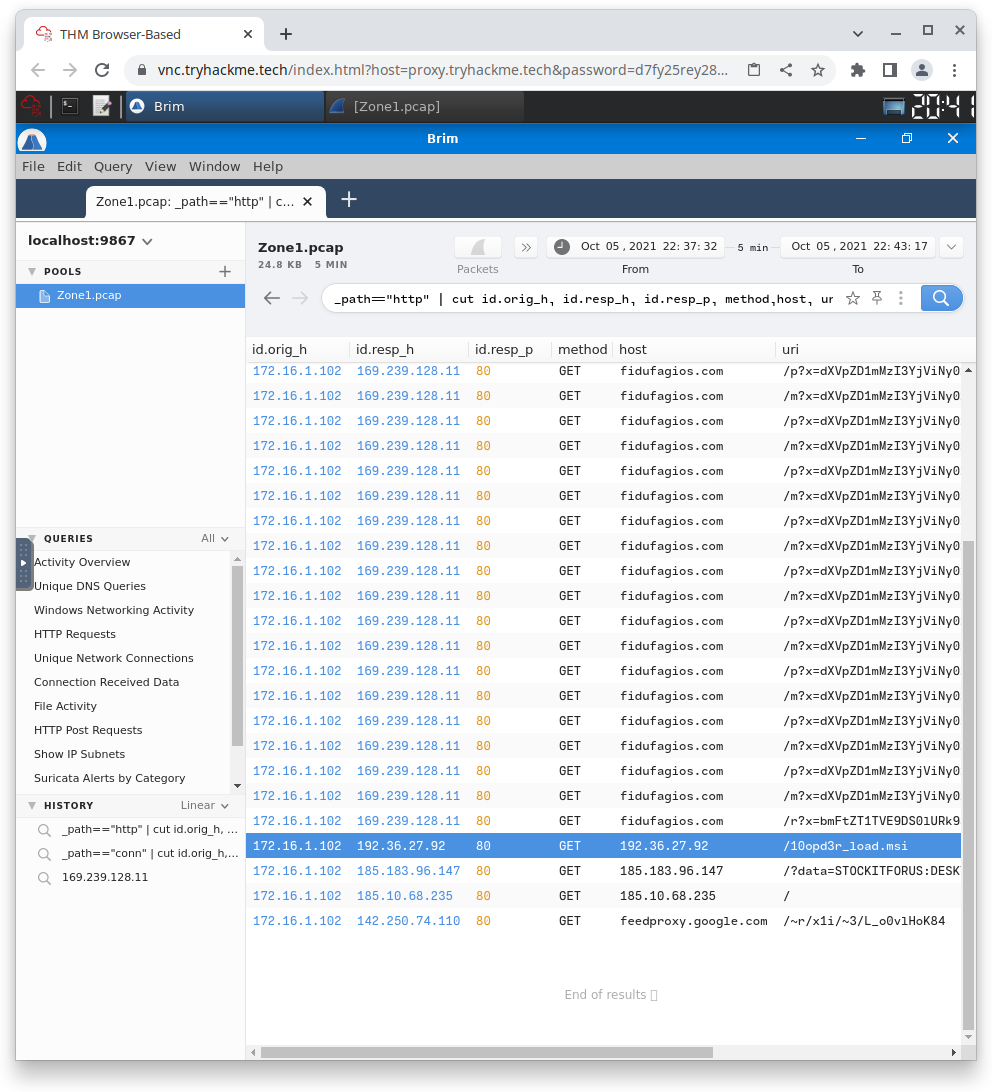 THM Browser-Based
vnc.tryhackme.tech/index.html?host=proxy.tryhackme.tech&password=d7fy25rey28...
Brim
[Zone1.pcap]
20:41
Brim
File Edit Query View Window Help
Zone1.pcap: _path=="http" | c...
localhost:9867
POOLS
Zone1.pcap
QUERIES All
Activity Overview
Unique DNS Queries
Windows Networking Activity
HTTP Requests
Unique Network Connections
Connection Received Data
File Activity
HTTP Post Requests
Show IP Subnets
Suricata Alerts by Category
HISTORY Linear
_path=="http" | cut id.orig_h, ...
_path=="conn" | cut id.orig_h,...
169.239.128.11
Zone1.pcap
24.8 KB 5 MIN
Packets
Oct 05 , 2021 22: 37: 32
From
5 min
Oct 05 , 2021 22: 43: 17
To
_path=="http" | cut id.orig_h, id.resp_h, id.resp_p, method,host, ur
id.orig_h id.resp_h id.resp_p method host uri
172.16.1.102 169.239.128.11 80 GET fidufagios.com /p?x=dXVpZD1mMzI3YjViNy0
172.16.1.102 169.239.128.11 80 GET fidufagios.com /m?x=dXVpZD1mMzI3YjViNy0
172.16.1.102 169.239.128.11 80 GET fidufagios.com /p?x=dXVpZD1mMzI3YjViNy0
172.16.1.102 169.239.128.11 80 GET fidufagios.com /m?x=dXVpZD1mMzI3YjViNy0
172.16.1.102 169.239.128.11 80 GET fidufagios.com /p?x=dXVpZD1mMzI3YjViNy0
172.16.1.102 169.239.128.11 80 GET fidufagios.com /m?x=dXVpZD1mMzI3YjViNy0
172.16.1.102 169.239.128.11 80 GET fidufagios.com /p?x=dXVpZD1mMzI3YjViNy0
172.16.1.102 169.239.128.11 80 GET fidufagios.com /m?x=dXVpZD1mMzI3YjViNy0
172.16.1.102 169.239.128.11 80 GET fidufagios.com /p?x=dXVpZD1mMzI3YjViNy0
172.16.1.102 169.239.128.11 80 GET fidufagios.com /m?x=dXVpZD1mMzI3YjViNy0
172.16.1.102 169.239.128.11 80 GET fidufagios.com /p?x=dXVpZD1mMzI3YjViNy0
172.16.1.102 169.239.128.11 80 GET fidufagios.com /m?x=dXVpZD1mMzI3YjViNy0
172.16.1.102 169.239.128.11 80 GET fidufagios.com /p?x=dXVpZD1mMzI3YjViNy0
172.16.1.102 169.239.128.11 80 GET fidufagios.com /m?x=dXVpZD1mMzI3YjViNy0
172.16.1.102 169.239.128.11 80 GET fidufagios.com /p?x=dXVpZD1mMzI3YjViNy0
172.16.1.102 169.239.128.11 80 GET fidufagios.com /m?x=dXVpZD1mMzI3YjViNy0
172.16.1.102 169.239.128.11 80 GET fidufagios.com /p?x=dXVpZD1mMzI3YjViNy0
172.16.1.102 169.239.128.11 80 GET fidufagios.com /m?x=dXVpZD1mMzI3YjViNy0
172.16.1.102 169.239.128.11 80 GET fidufagios.com /r?x=bmFtZT1TVE9DS0lURk9
172.16.1.102 192.36.27.92 80 GET 192.36.27.92 /10opd3r_load.msi
172.16.1.102 185.183.96.147 80 GET 185.183.96.147 /?data=STOCKITFORUS:DESK
172.16.1.102 185.10.68.235 80 GET 185.10.68.235 /
172.16.1.102 142.250.74.110 80 GET feedproxy.google.com /~r/x1i/~3/L_o0vlHoK84
End of results